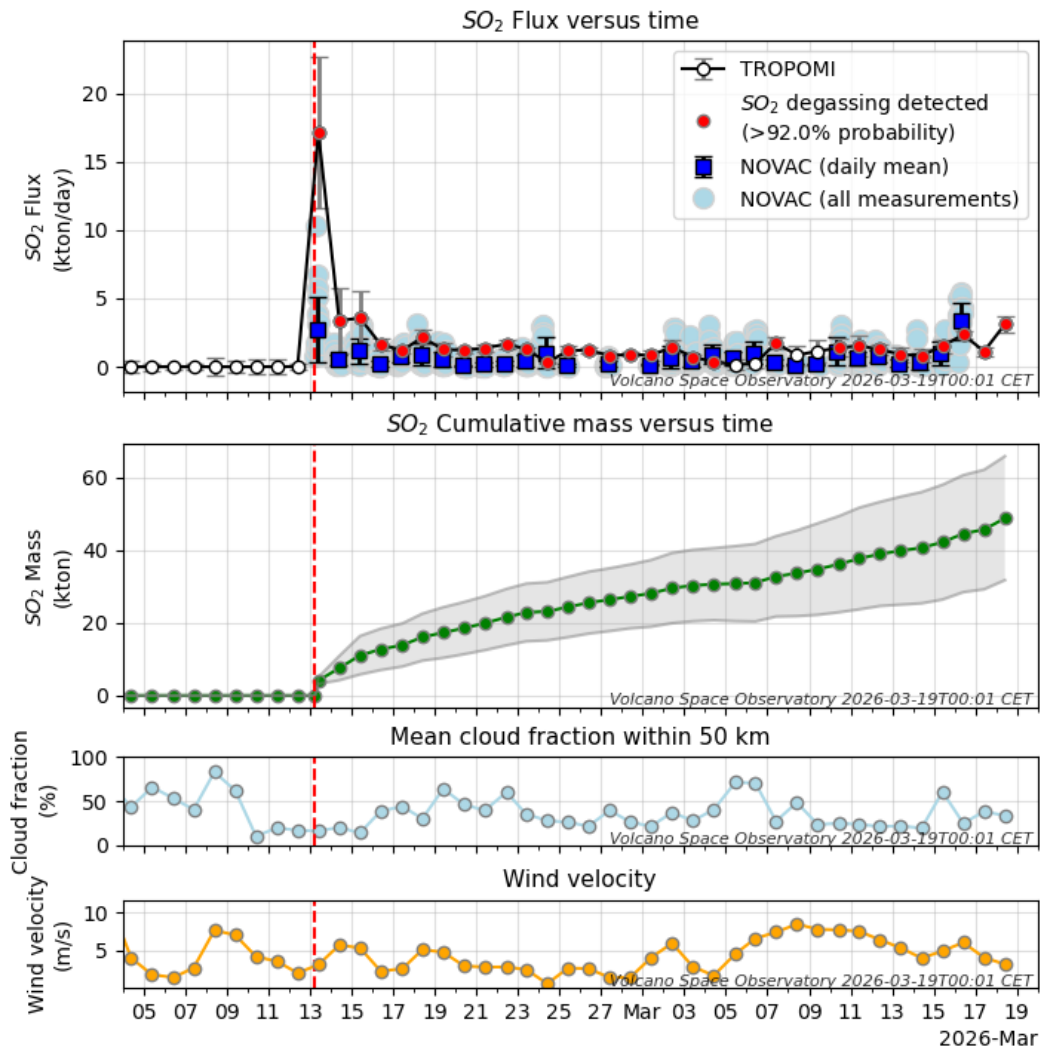 SO2 Flux versus time
20
15
10
5
0
SO2 Flux
(kton/day)
TROPOMI
SO2 degassing detected
(>92.0% probability)
NOVAC (daily mean)
NOVAC (all measurements)
Volcano Space Observatory 2026-03-19T00:01 CET
SO2 Cumulative mass versus time
60
40
20
0
SO2 Mass
(kton)
Volcano Space Observatory 2026-03-19T00:01 CET
Mean cloud fraction within 50 km
100
50
0
Cloud fraction
(%)
Volcano Space Observatory 2026-03-19T00:01 CET
Wind velocity
10
5
Wind velocity
(m/s)
Volcano Space Observatory 2026-03-19T00:01 CET
05 07 09 11 13 15 17 19 21 23 25 27 Mar 03 05 07 09 11 13 15 17 19
2026-Mar